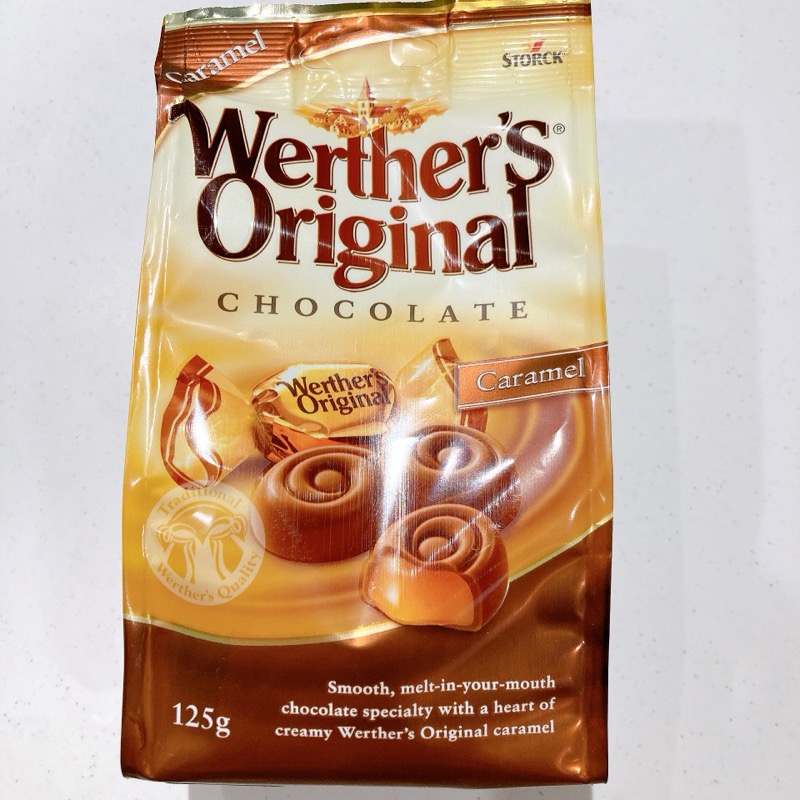 Caramel
STORCK
Werther's
Original
®
CHOCOLATE
Werther's
Original
Caramel
Traditional
Werther's Quality
125g
Smooth, melt-in-your-mouth
chocolate specialty with a heart of
creamy Werther's Original caramel